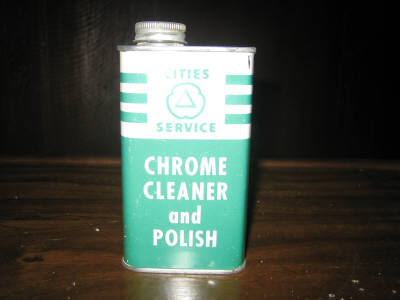 CITIES
SERVICE
CHROME
CLEANER
and
POLISH